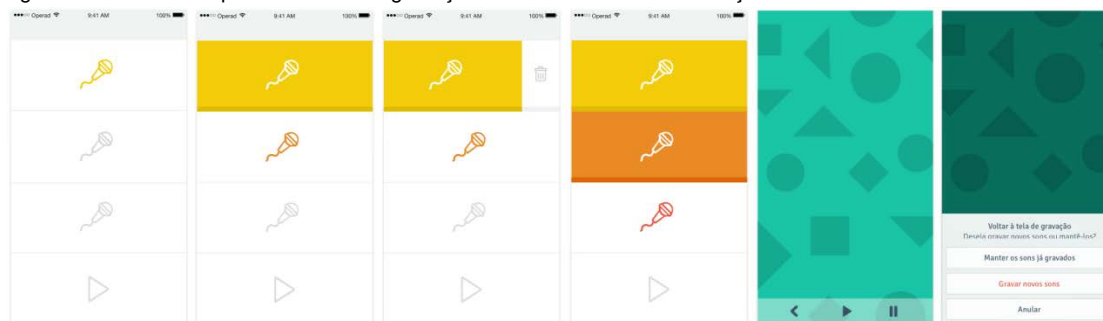 Operad 9:41 AM 100%
Operad 9:41 AM 100%
Operad 9:41 AM 100%
Operad 9:41 AM 100%
Voltar à tela de gravação
Deseja gravar novos sons ou mantê-los?
Manter os sons já gravados
Gravar novos sons
Anular